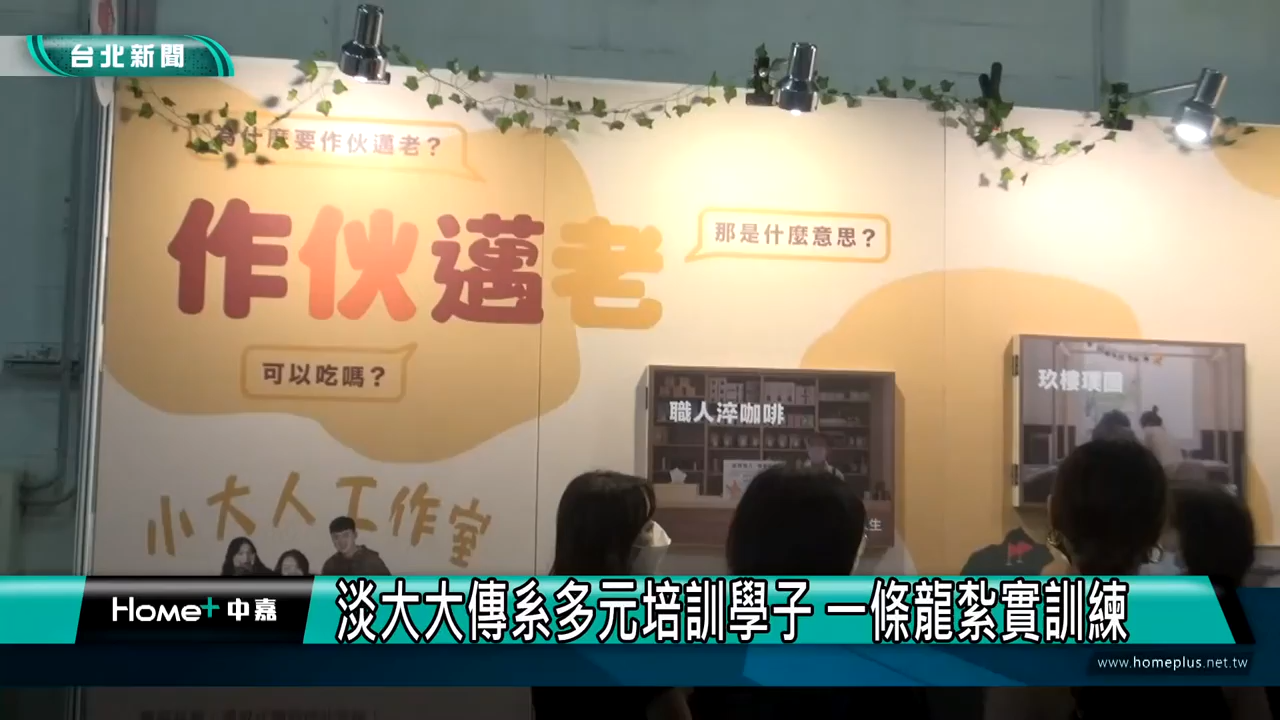 台北新聞
為什麼要作伙邁老？
作伙邁老
那是什麼意思？
可以吃嗎？
職人淬咖啡
玖樓璞園
小大人工作室
Home+中嘉
淡大大傳系多元培訓學子 一條龍紮實訓練
www.homeplus.net.tw